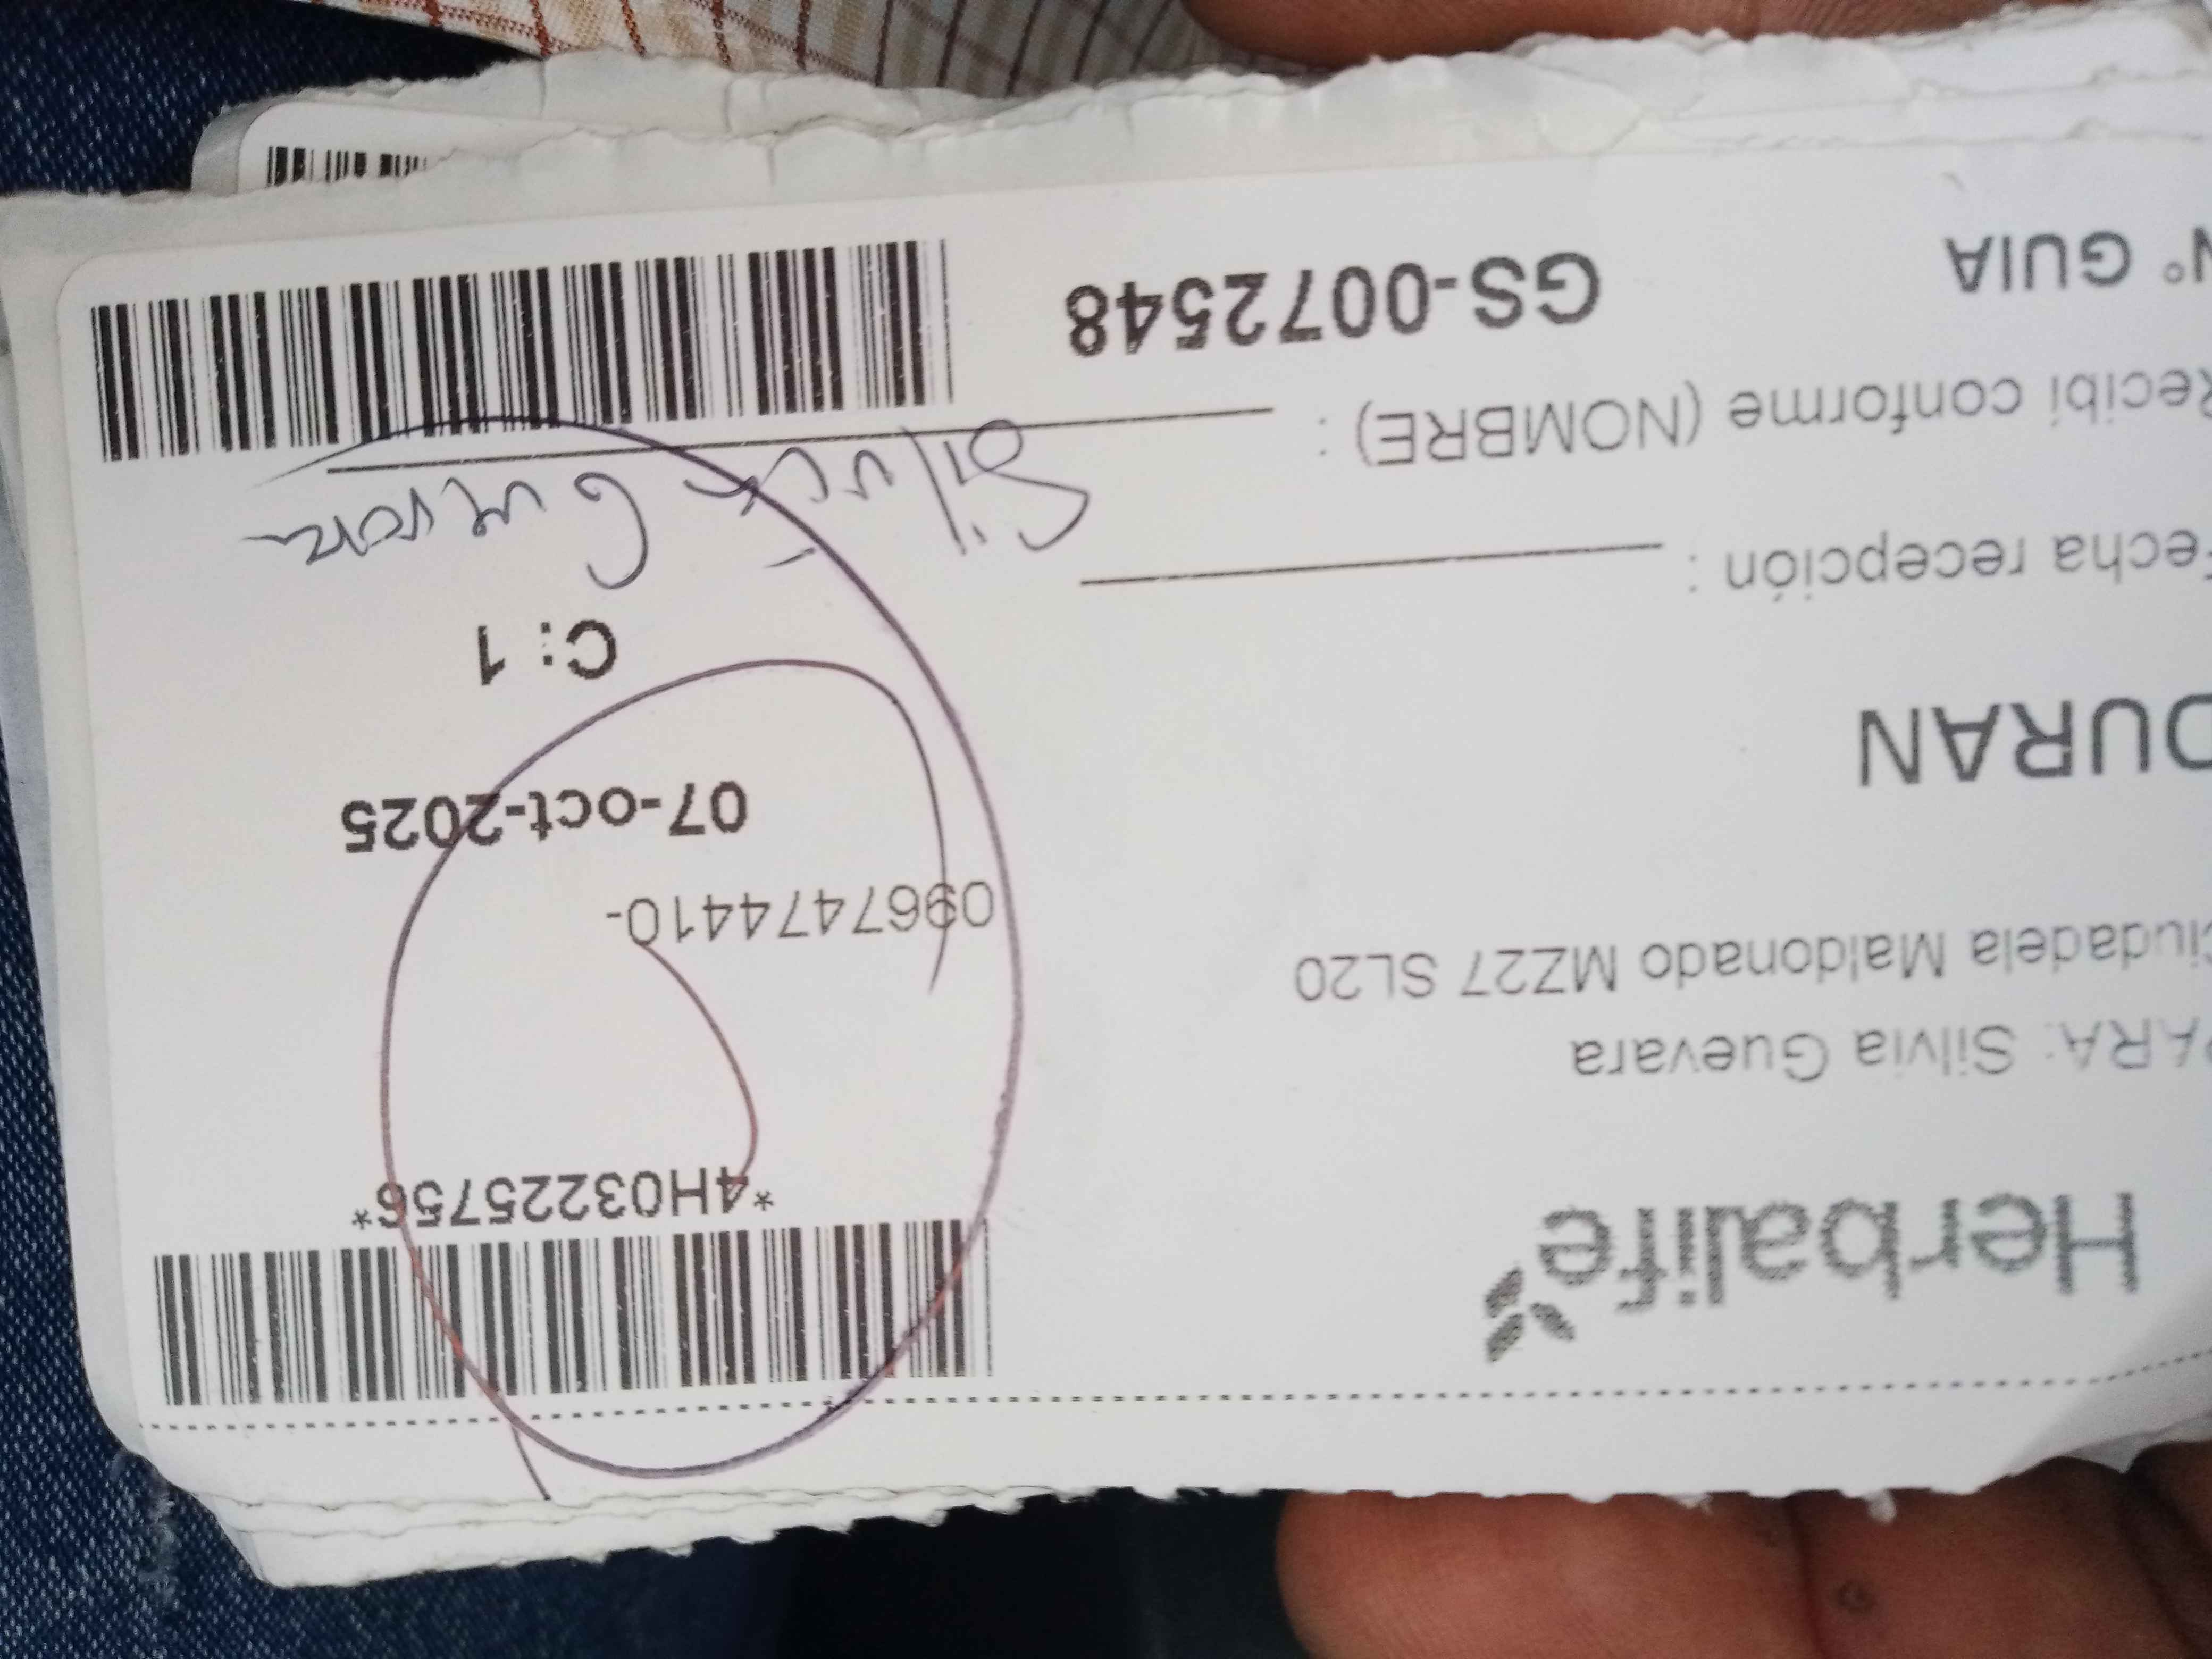 *4H03225756*
Herbalife
PARA: Silvia Guevara
Ciudadela Maldonado MZ27 SL20
0967474410-
07-oct-2025
DURAN
C: 1
Fecha recepción :
Silvia Guevara
Recibi conforme (NOMBRE) :
N° GUIA GS-0072548